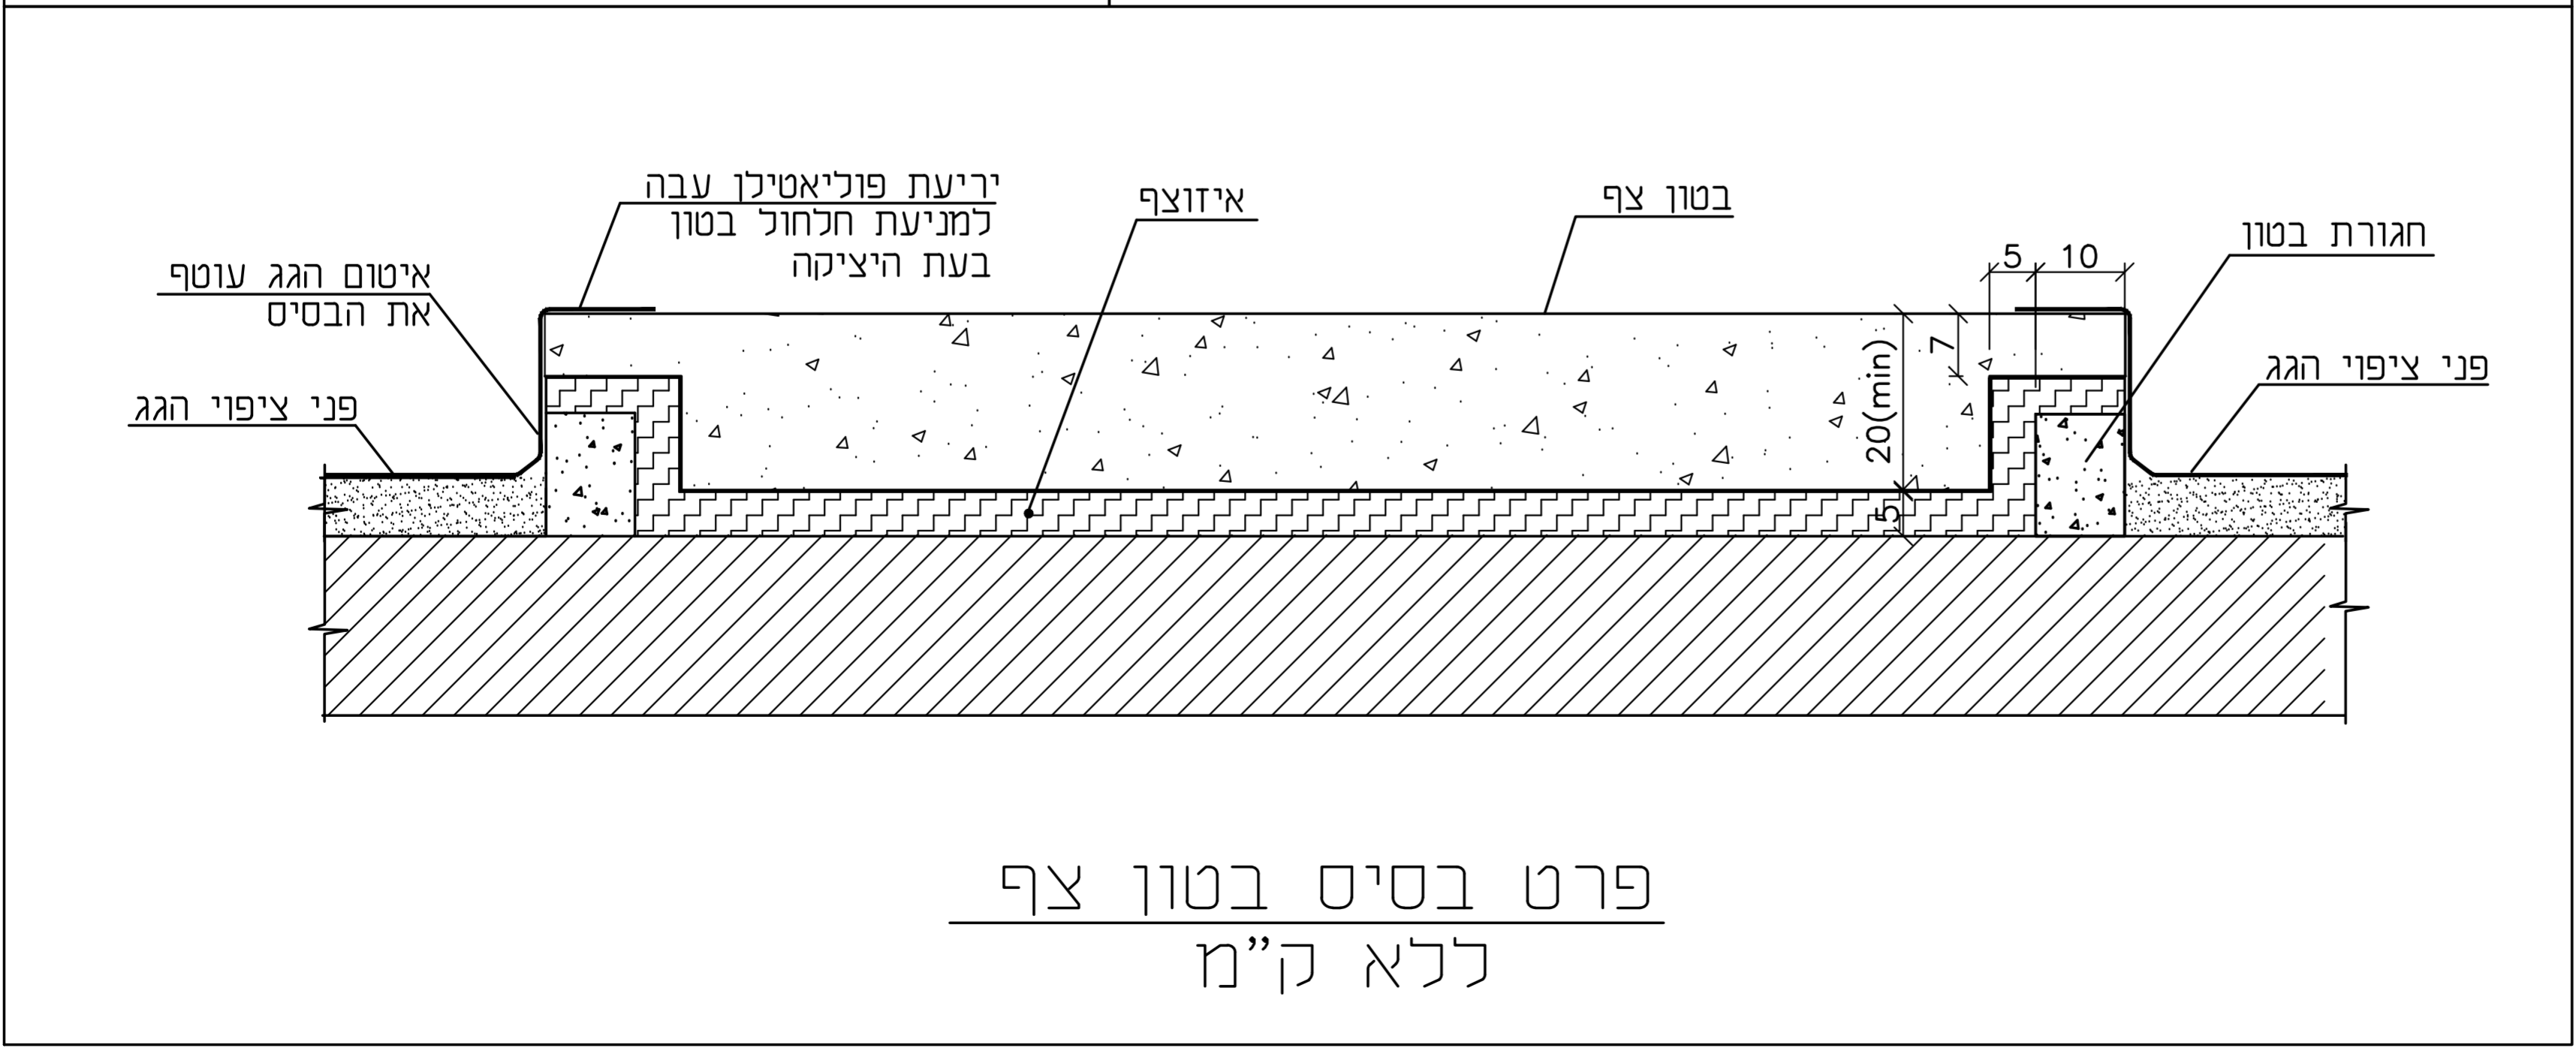 יריעת פוליאטילן עבה
למניעת חלחול בטון
בעת היציקה
איזוצף
בטון צף
חגורת בטון
איטום הגג עוטף
את הבסיס
פני ציפוי הגג
פני ציפוי הגג
5
10
7
20(min)
5
פרט בסיס בטון צף
ללא ק"מ